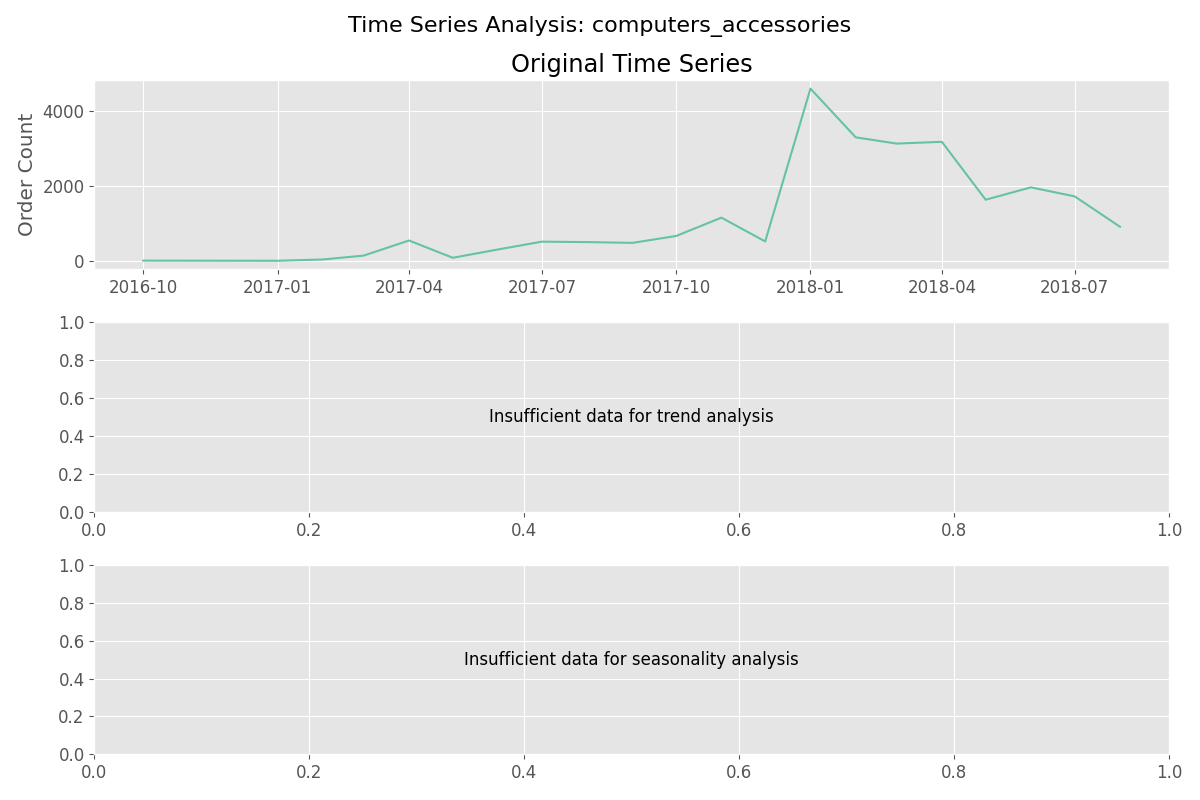 Time Series Analysis: computers_accessories
Original Time Series
Order Count
4000
2000
0
2016-10 2017-01 2017-04 2017-07 2017-10 2018-01 2018-04 2018-07
1.0
0.8
0.6
Insufficient data for trend analysis
0.4
0.2
0.0
0.0 0.2 0.4 0.6 0.8 1.0
1.0
0.8
0.6
Insufficient data for seasonality analysis
0.4
0.2
0.0
0.0 0.2 0.4 0.6 0.8 1.0